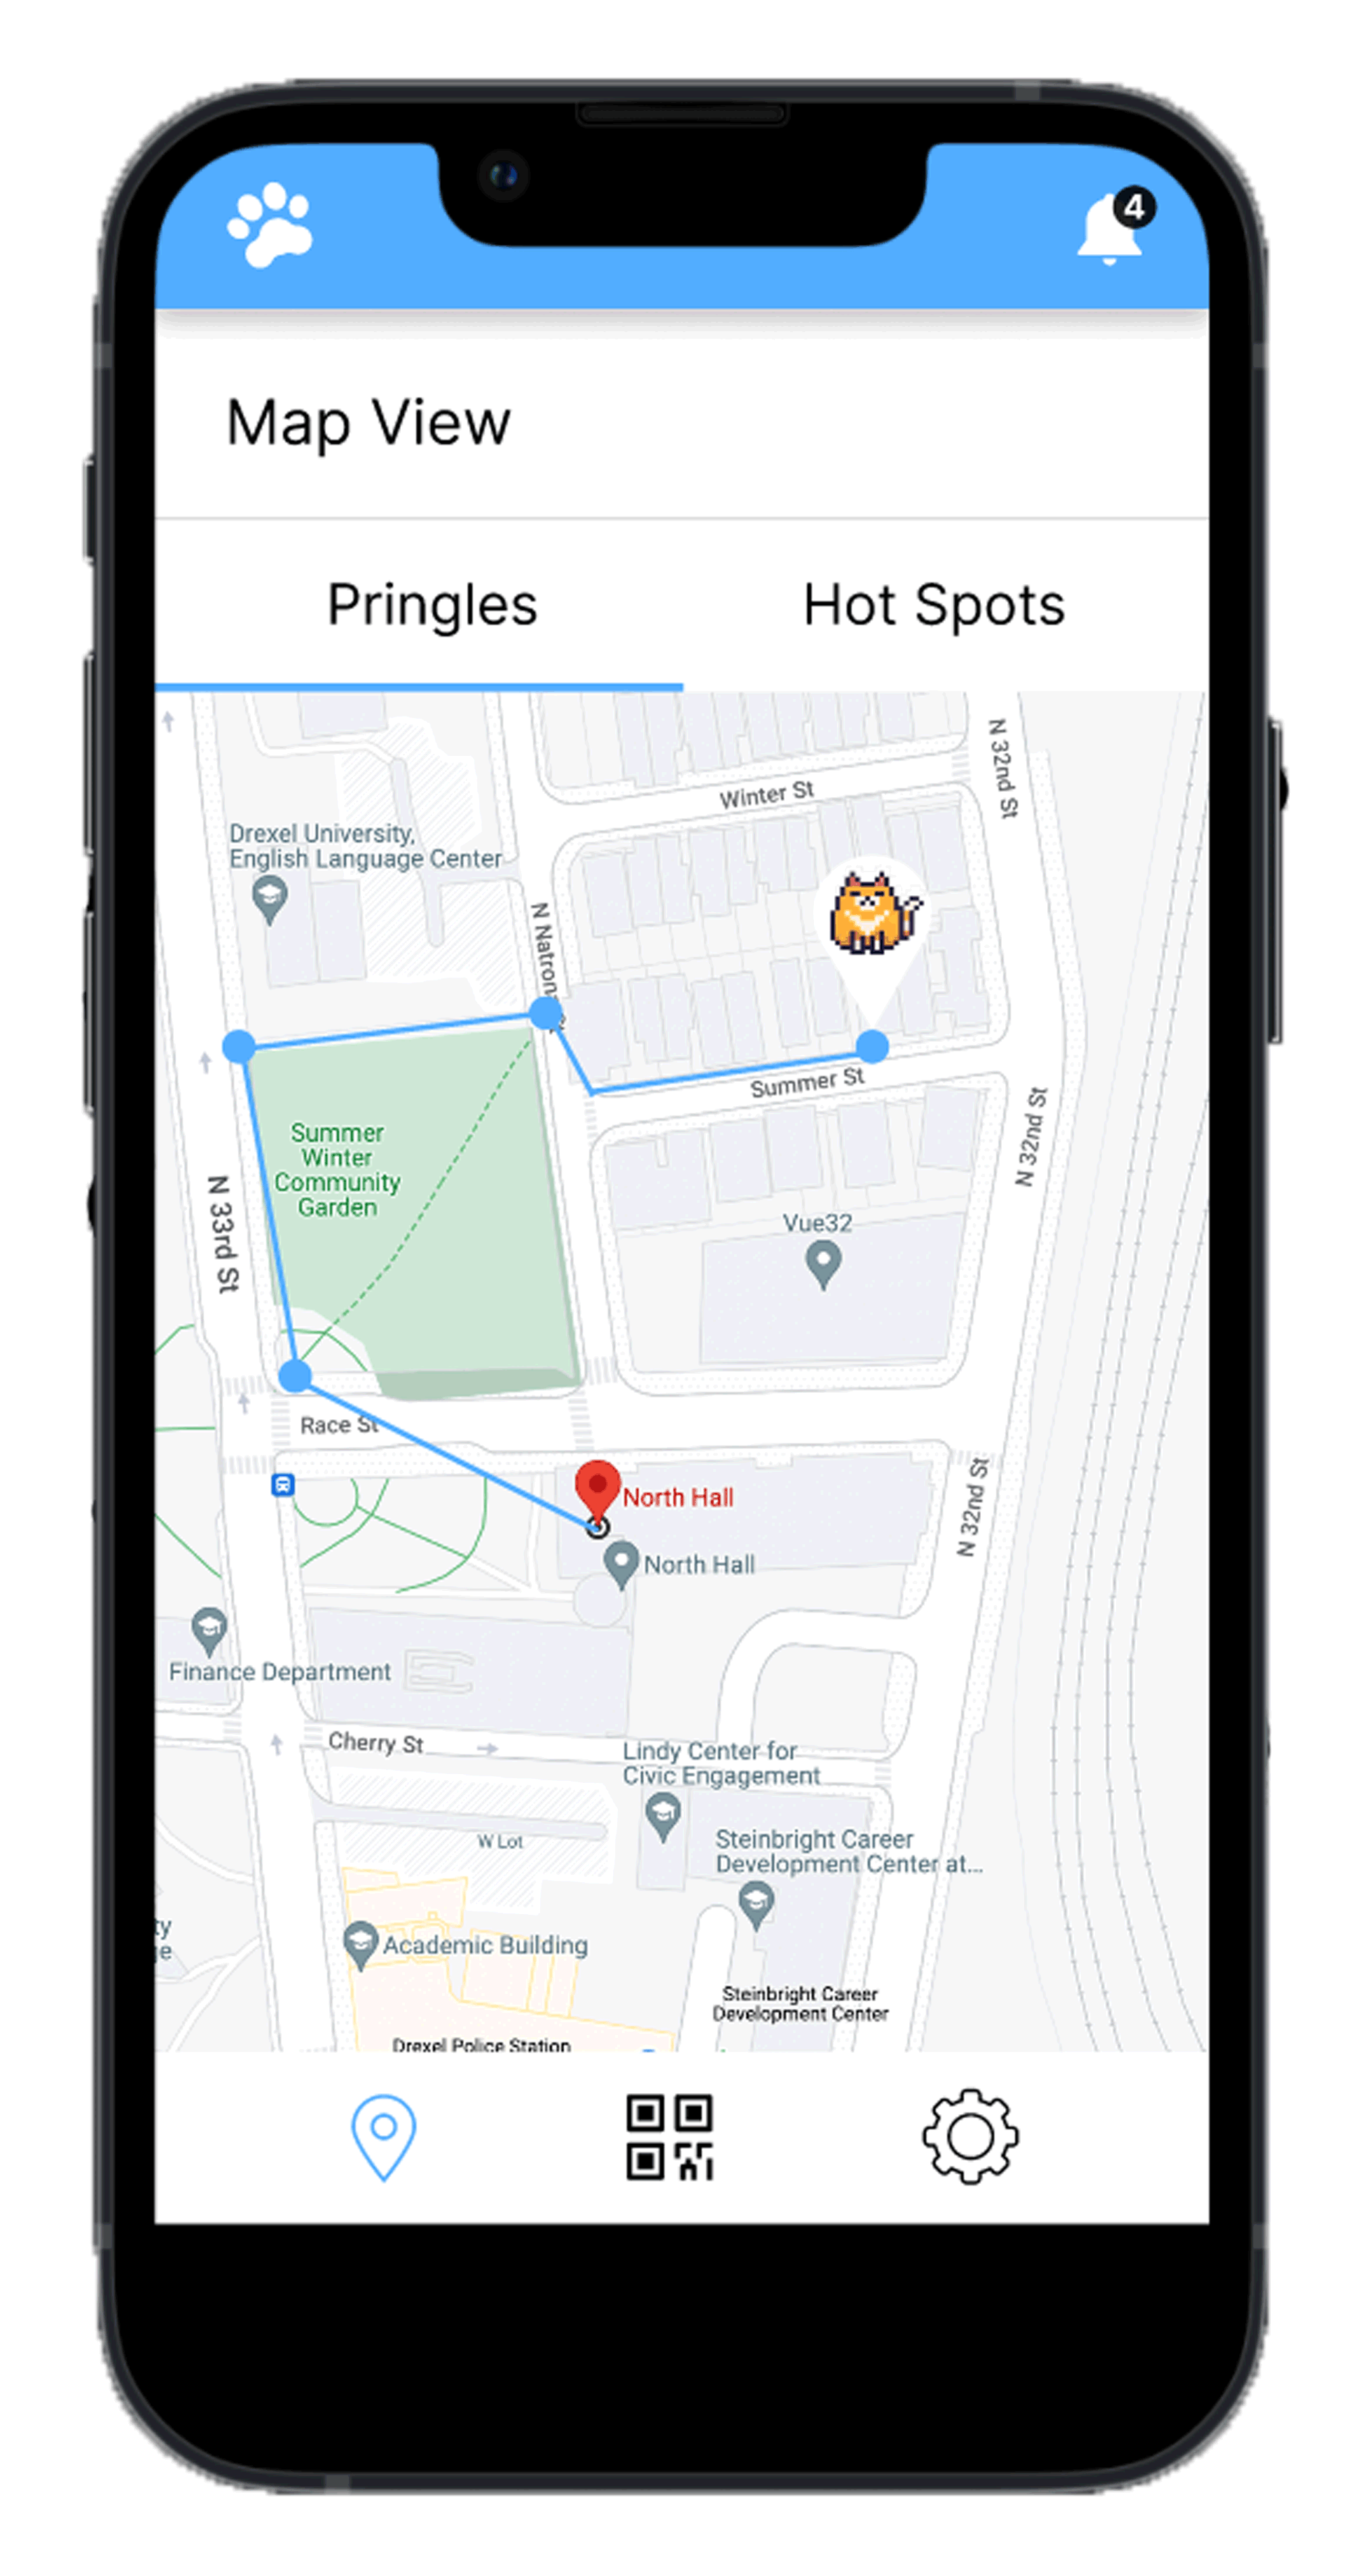 4
Map View
Pringles
Hot Spots
N 32nd St
Winter St
Drexel University,
English Language Center
N Natron
Summer St
N 32nd St
Summer
Winter
Community
Garden
N 33rd St
Vue32
Race St
North Hall
N 32nd St
North Hall
Finance Department
Cherry St
Lindy Center for
Civic Engagement
W Lot
Steinbright Career
Development Center at...
ty
ge
Academic Building
Steinbright Career
Development Center
Drexel Police Station